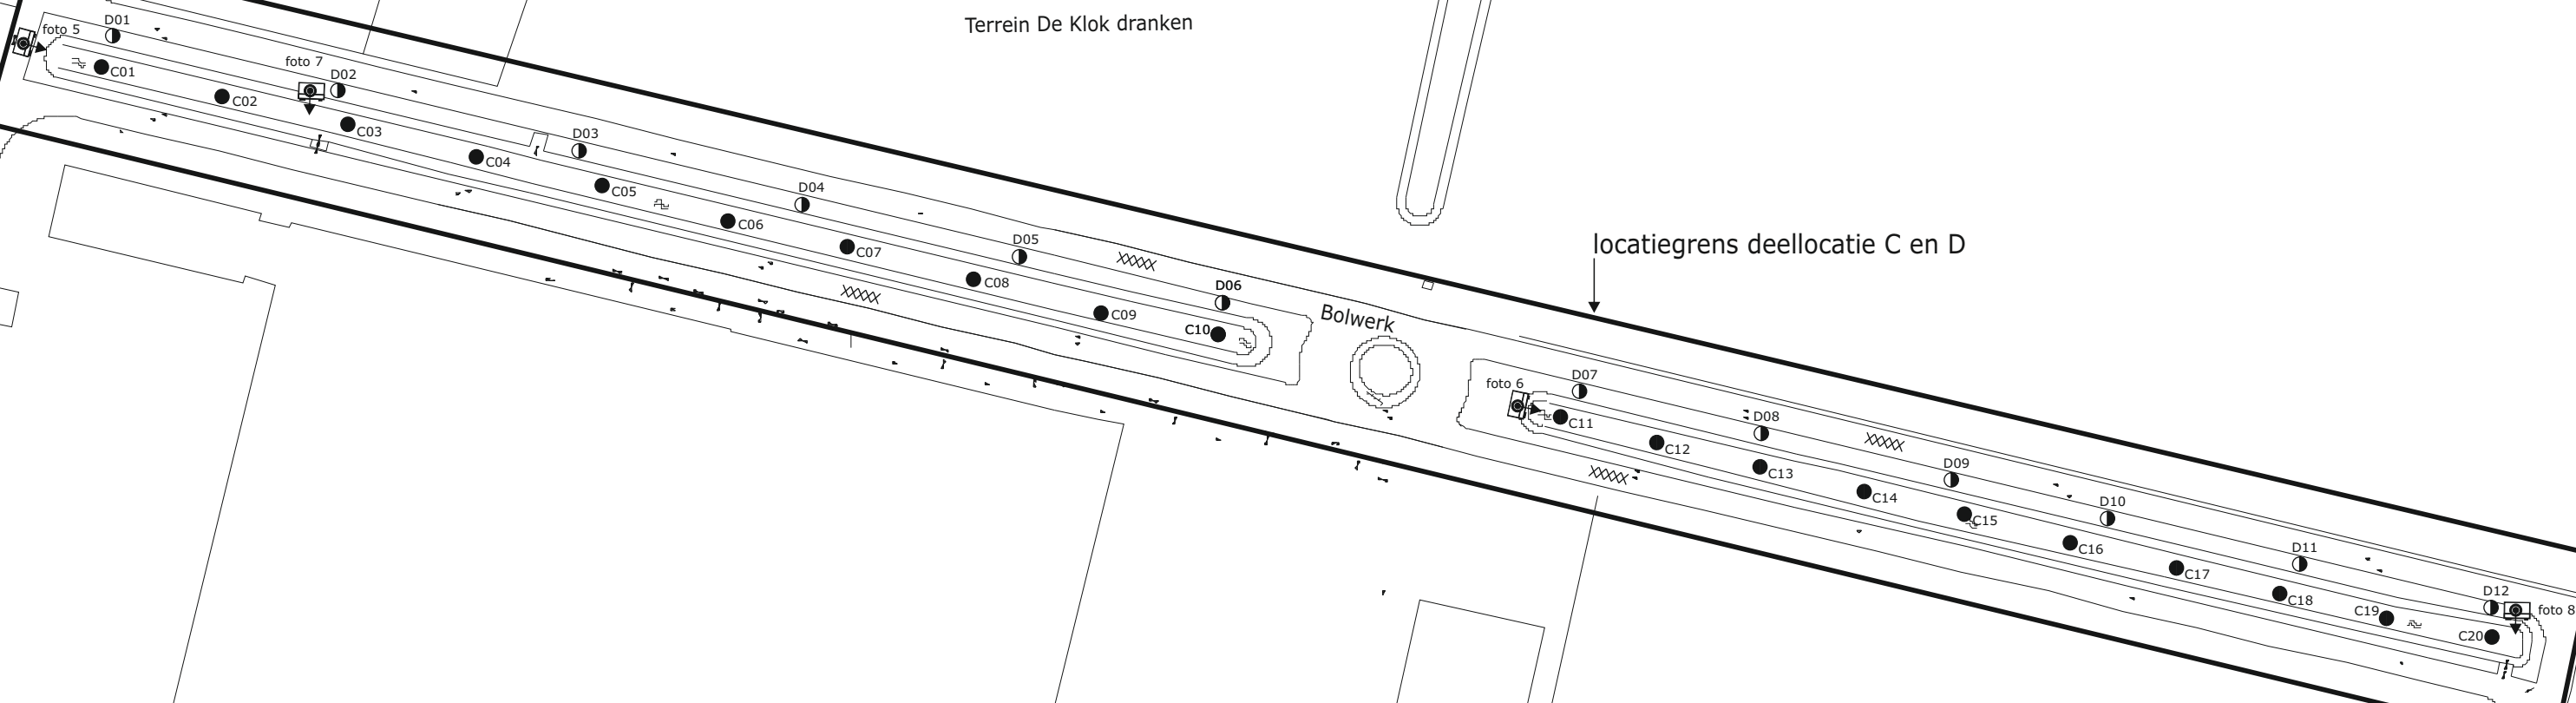 Terrein De Klok dranken
D01
foto 5
C01
foto 7
D02
C02
C03
D03
C04
D04
C05
C06
D05
C07
locatiegrens deellocatie C en D
C08
D06
C09
Bolwerk
C10
D07
foto 6
C11
D08
C12
D09
C13
C14
D10
C15
C16
D11
C17
D12
C18
C19
foto 8
C20